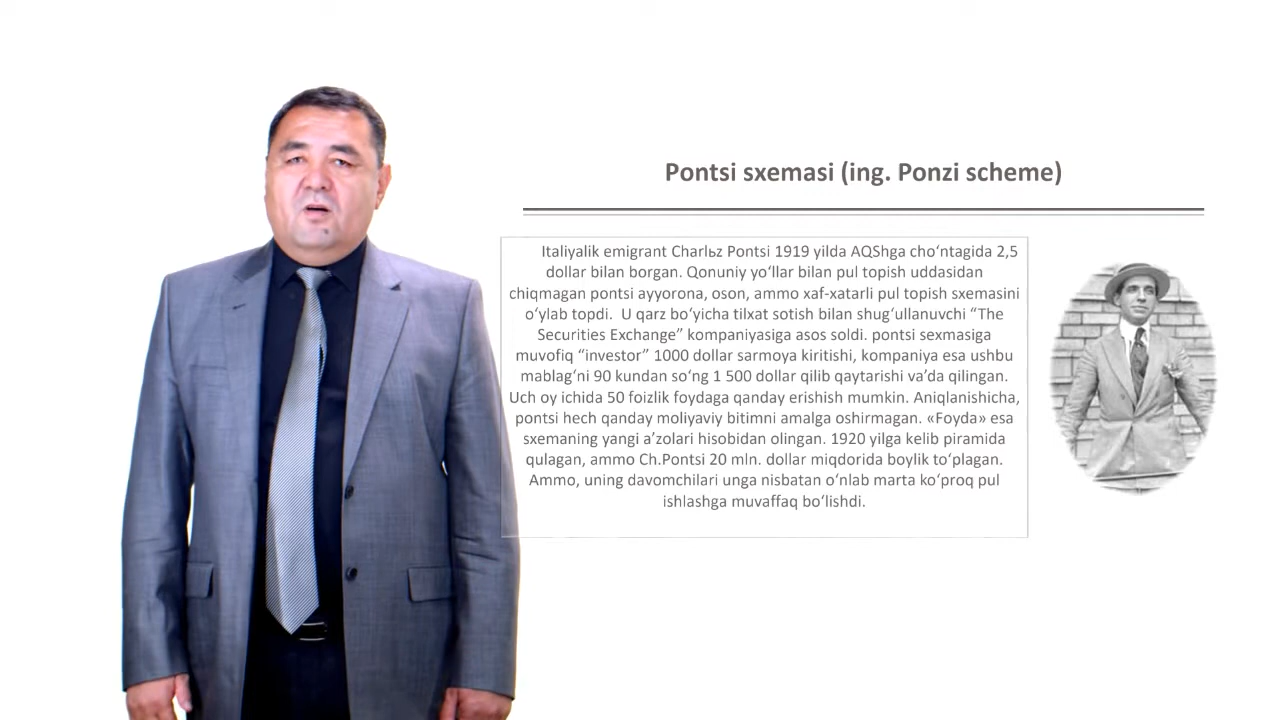 Pontsi sxemasi (ing. Ponzi scheme)
Italiyalik emigrant Charlьz Pontsi 1919 yilda AQShga cho‘ntagida 2,5
dollar bilan borgan. Qonuniy yo‘llar bilan pul topish uddasidan
chiqmagan pontsi ayyorona, oson, ammo xaf-xatarli pul topish sxemasini
o‘ylab topdi.  U qarz bo‘yicha tilxat sotish bilan shug‘ullanuvchi “The
Securities Exchange” kompaniyasiga asos soldi. pontsi sexmasiga
muvofiq “investor” 1000 dollar sarmoya kiritishi, kompaniya esa ushbu
mablag‘ni 90 kundan so‘ng 1 500 dollar qilib qaytarishi va’da qilingan.
Uch oy ichida 50 foizlik foydaga qanday erishish mumkin. Aniqlanishicha,
pontsi hech qanday moliyaviy bitimni amalga oshirmagan. «Foyda» esa
sxemaning yangi a’zolari hisobidan olingan. 1920 yilga kelib piramida
qulagan, ammo Ch.Pontsi 20 mln. dollar miqdorida boylik to‘plagan.
Ammo, uning davomchilari unga nisbatan o‘nlab marta ko‘proq pul
ishlashga muvaffaq bo‘lishdi.